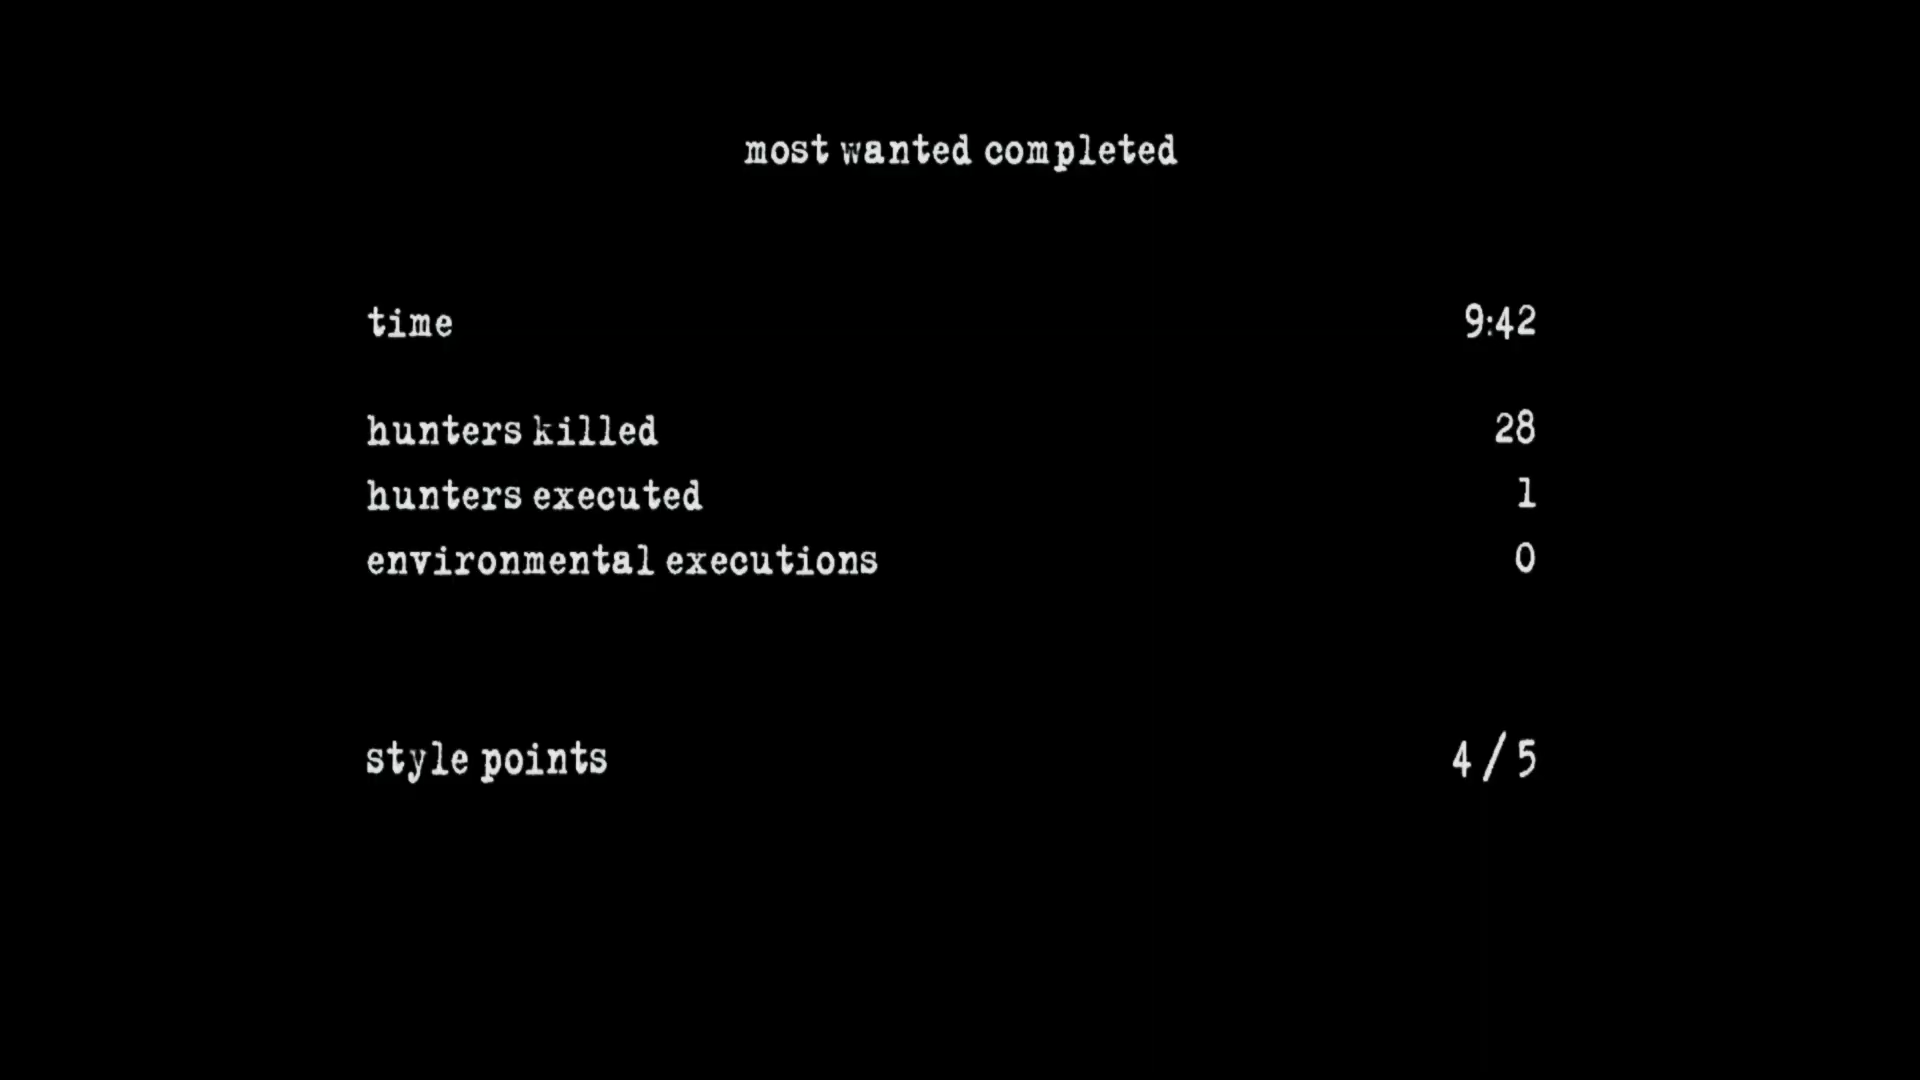 most wanted completed
time 9:42
hunters killed 28
hunters executed 1
environmental executions 0
style points 4 / 5